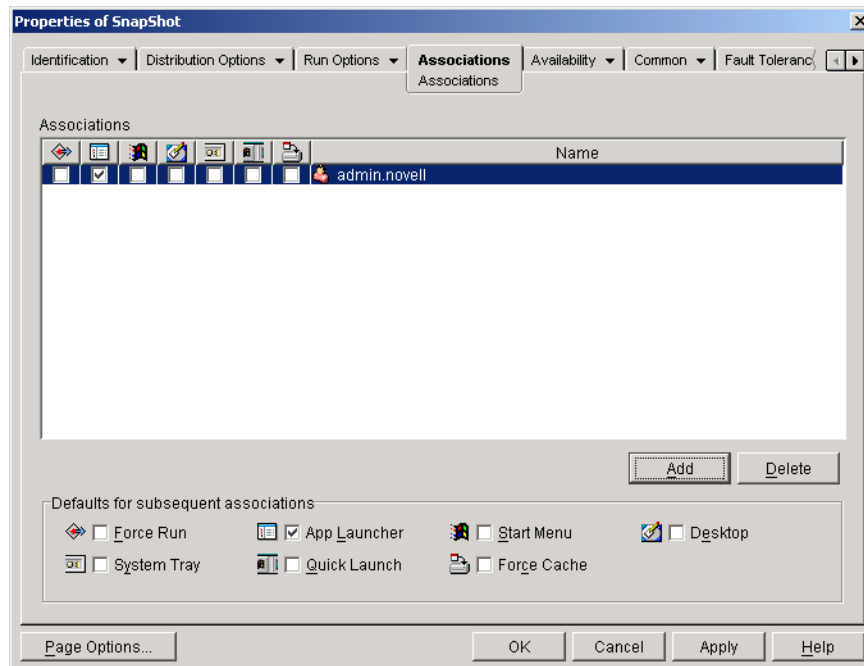 Properties of SnapShot
Identification Distribution Options Run Options Associations Availability Common Fault Toleranc
Associations
Associations
Name
admin.novell
Add Delete
Defaults for subsequent associations
Force Run App Launcher Start Menu Desktop
System Tray Quick Launch Force Cache
Page Options... OK Cancel Apply Help